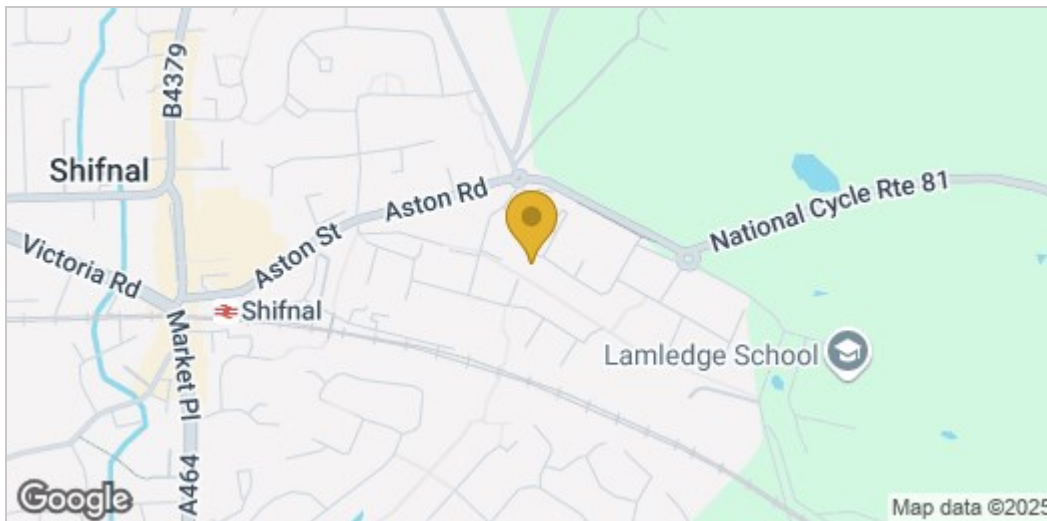 B4379
Shifnal
Aston Rd
National Cycle Rte 81
Aston St
Victoria Rd
Shifnal
Market Pl
Lamledge School
A464
Google
Map data ©2025